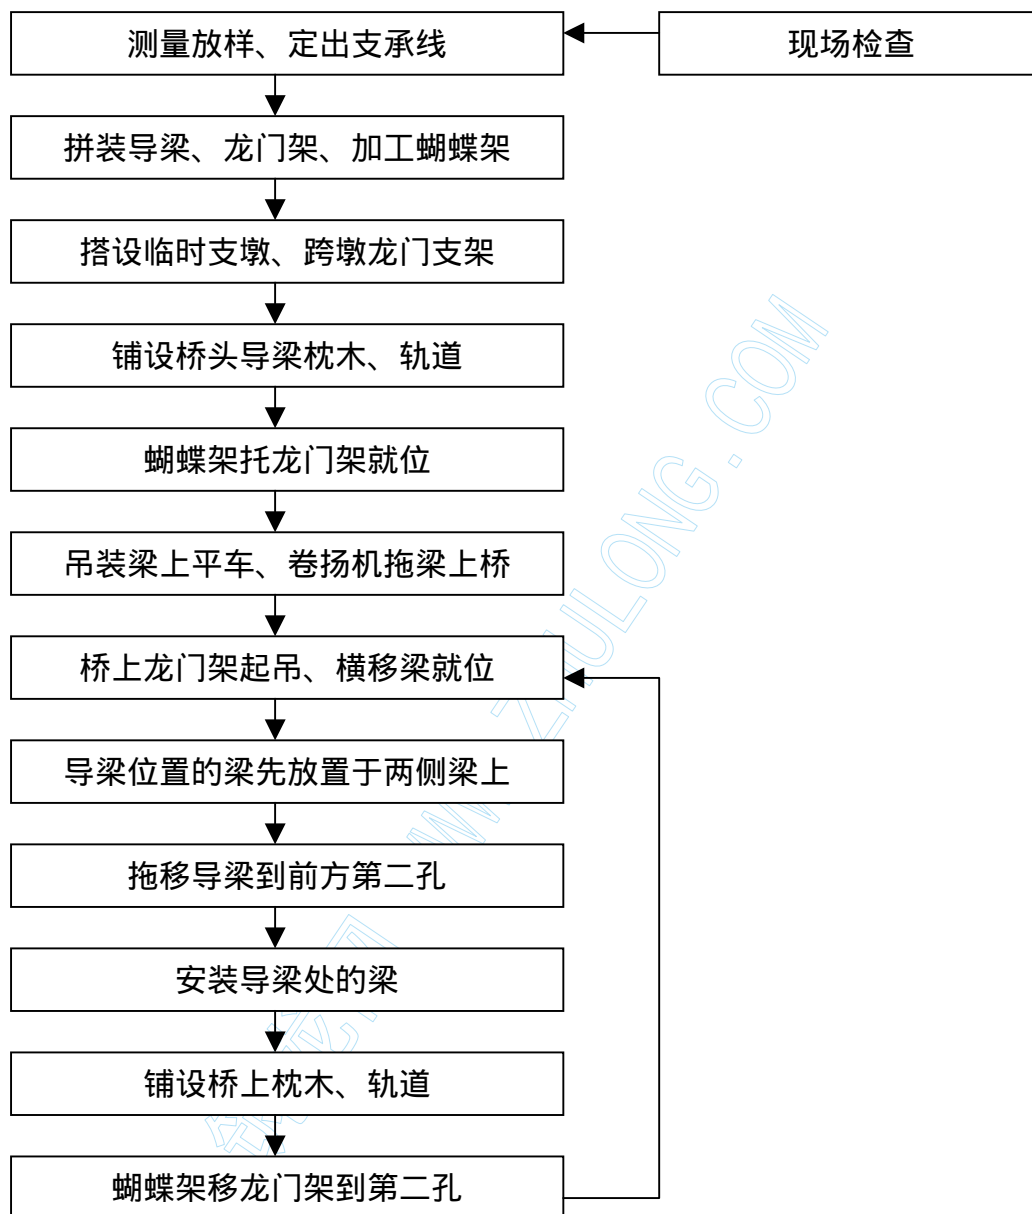 测量放样、定出支承线
现场检查
拼装导梁、龙门架、加工蝴蝶架
搭设临时支墩、跨墩龙门支架
铺设桥头导梁枕木、轨道
蝴蝶架托龙门架就位
吊装梁上平车、卷扬机拖梁上桥
桥上龙门架起吊、横移梁就位
导梁位置的梁先放置于两侧梁上
拖移导梁到前方第二孔
安装导梁处的梁
铺设桥上枕木、轨道
蝴蝶架移龙门架到第二孔
ZHULONG.COM